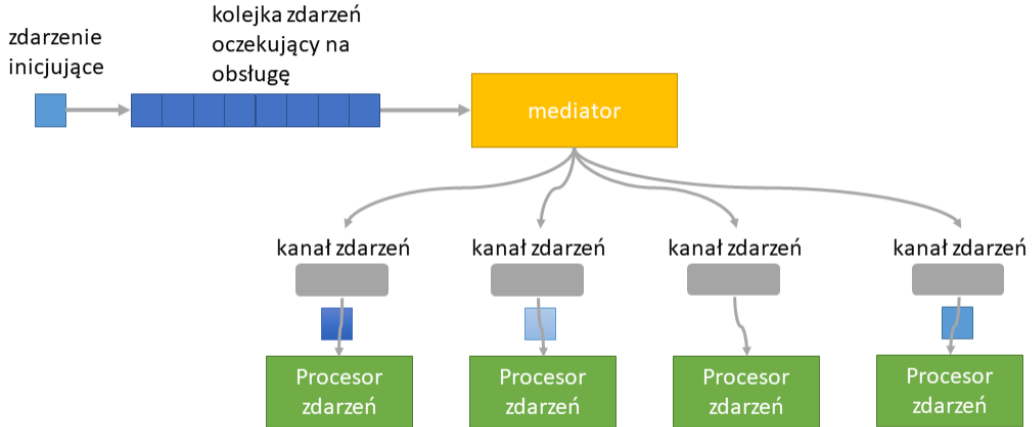 zdarzenie
inicjujące
kolejka zdarzeń
oczekujący na
obsługę
mediator
kanał zdarzeń
kanał zdarzeń
kanał zdarzeń
kanał zdarzeń
Procesor
zdarzeń
Procesor
zdarzeń
Procesor
zdarzeń
Procesor
zdarzeń